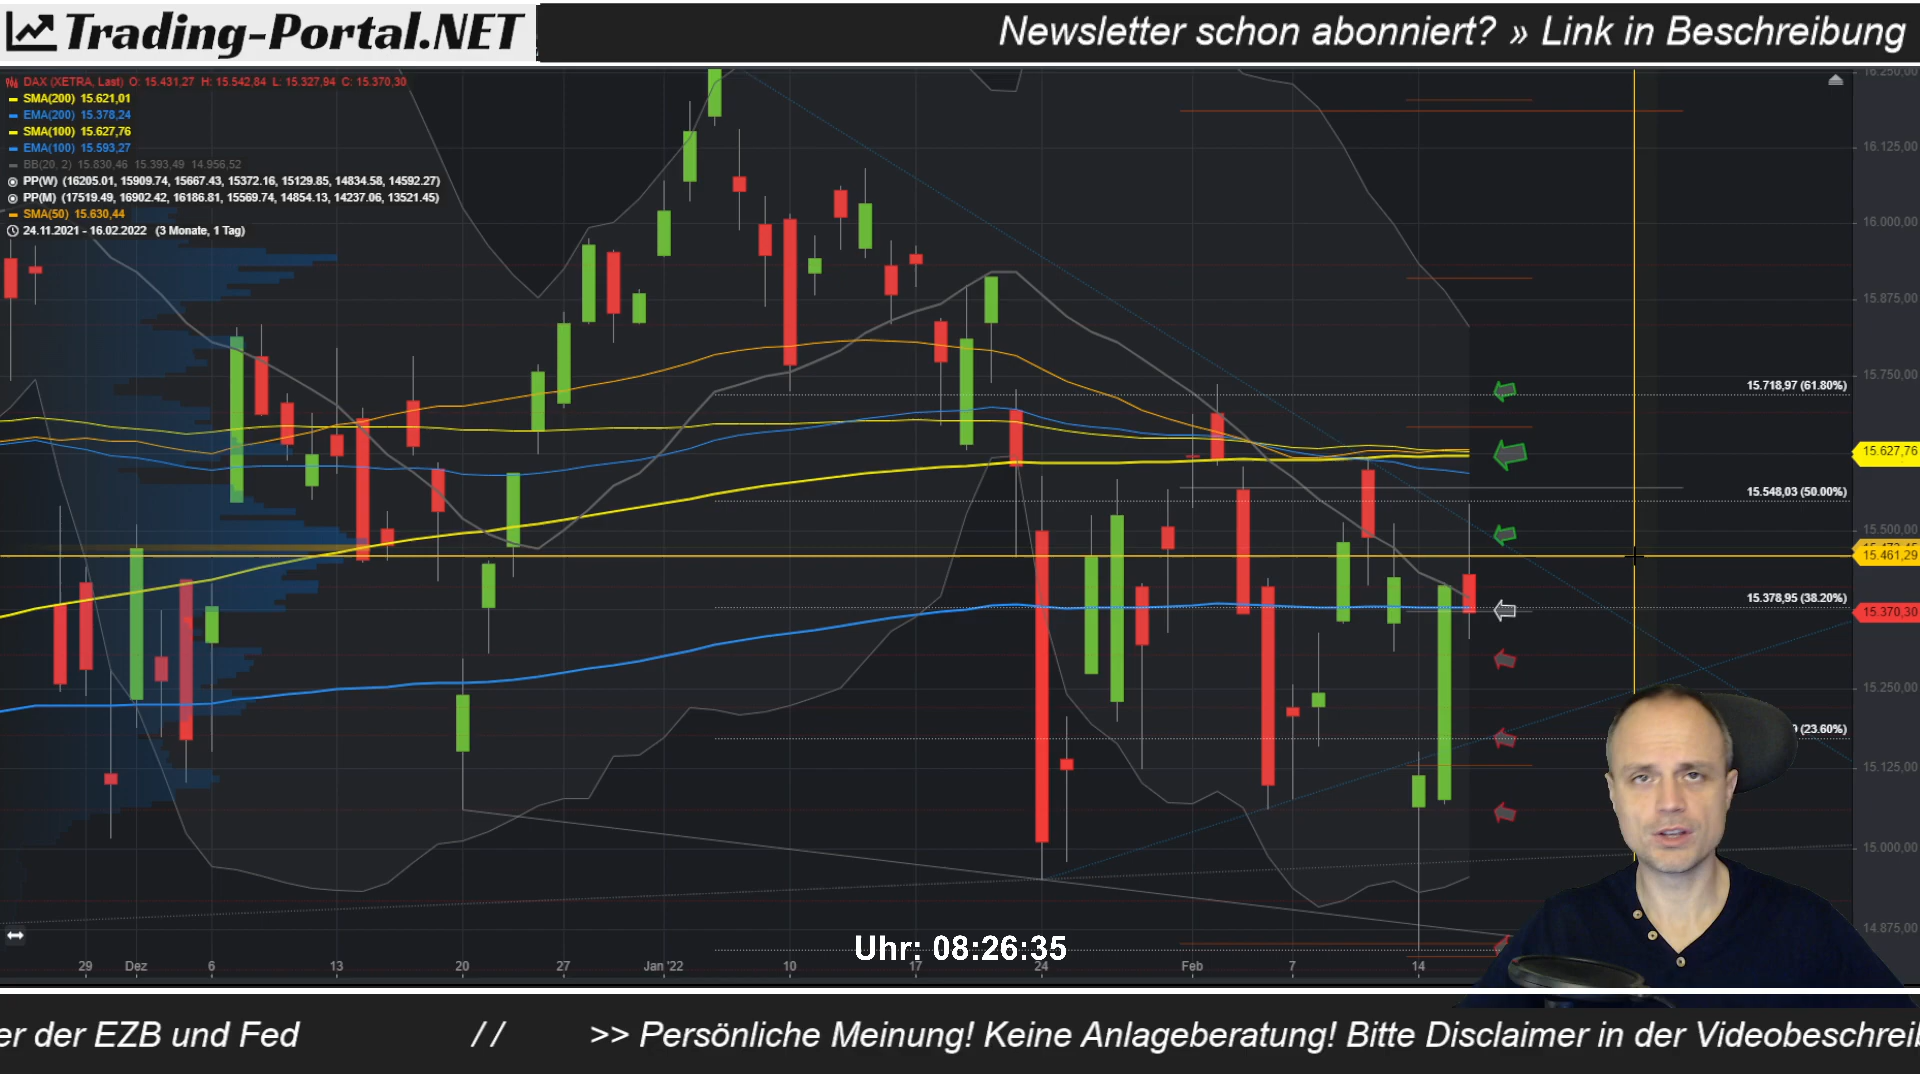 Trading-Portal.NET
Newsletter schon abonniert? » Link in Beschreibung
DAX (XETRA, Last) O: 15.431,27 H: 15.542,84 L: 15.327,94 C: 15.370,30
SMA(200) 15.621,01
EMA(200) 15.378,24
SMA(100) 15.627,76
EMA(100) 15.593,27
BB(20, 2) 15.830,46 15.393,49 14.956,52
PP(W) (16205.01, 15909.74, 15667.43, 15372.16, 15129.85, 14834.58, 14592.27)
PP(M) (17519.49, 16902.42, 16186.81, 15569.74, 14854.13, 14237.06, 13521.45)
SMA(50) 15.630,44
24.11.2021 - 16.02.2022 (3 Monate, 1 Tag)
16.250,00
16.125,00
16.000,00
15.875,00
15.750,00
15.718,97 (61.80%)
15.627,76
15.548,03 (50.00%)
15.500,00
15.461,29
15.378,95 (38.20%)
15.370,30
15.250,00
(23.60%)
15.125,00
15.000,00
14.875,00
Uhr: 08:26:35
29 Dez 6 13 20 27 Jan '22 10 17 24 Feb 7 14
er der EZB und Fed // >> Persönliche Meinung! Keine Anlageberatung! Bitte Disclaimer in der Videobeschreib